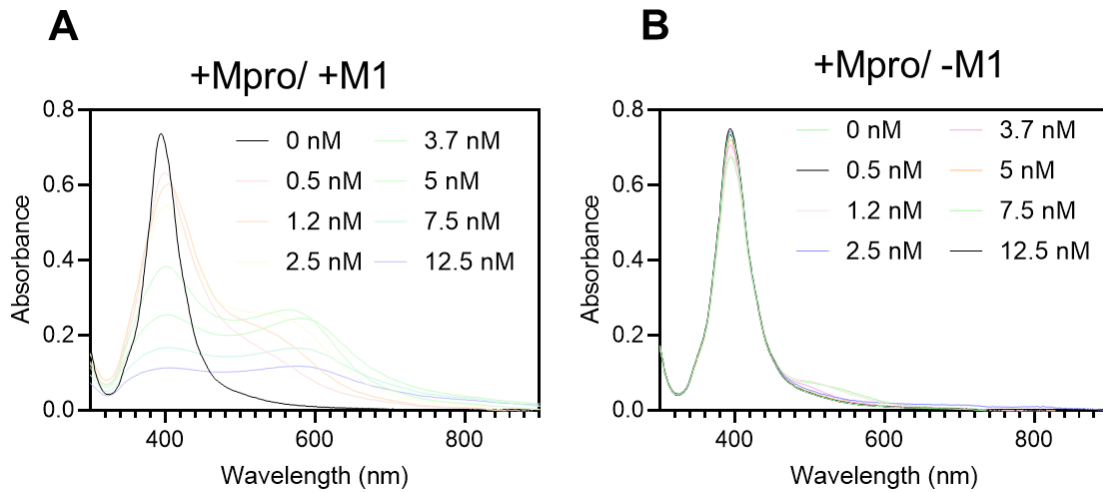 A
+Mpro/ +M1
Absorbance
0.8
0.6
0.4
0.2
0.0
0 nM
0.5 nM
1.2 nM
2.5 nM
3.7 nM
5 nM
7.5 nM
12.5 nM
400
600
800
Wavelength (nm)
B
+Mpro/ -M1
Absorbance
0.8
0.6
0.4
0.2
0.0
0 nM
0.5 nM
1.2 nM
2.5 nM
3.7 nM
5 nM
7.5 nM
12.5 nM
400
600
800
Wavelength (nm)